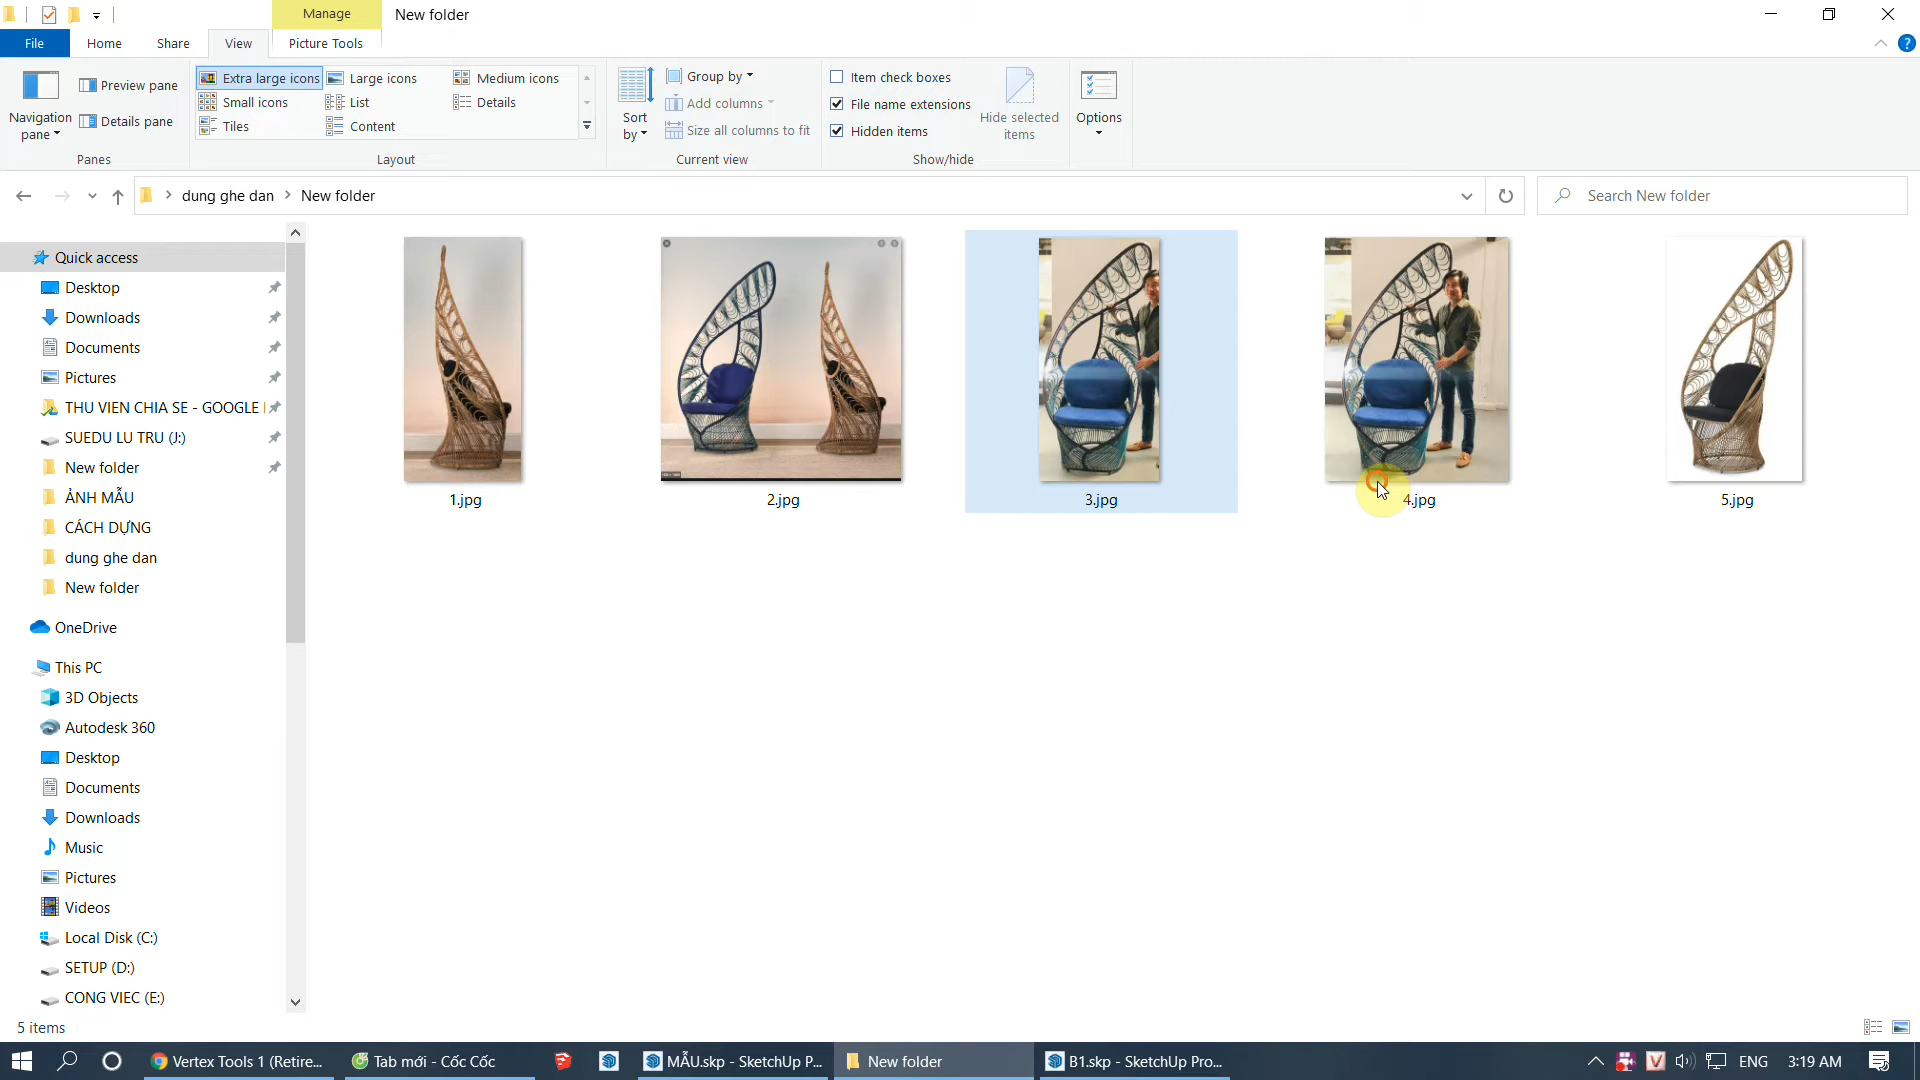 Manage
New folder
File
Home
Share
View
Picture Tools
Navigation pane
Preview pane
Details pane
Panes
Extra large icons
Large icons
Medium icons
Small icons
List
Details
Tiles
Content
Layout
Sort by
Group by
Add columns
Size all columns to fit
Current view
Item check boxes
File name extensions
Hidden items
Hide selected items
Show/hide
Options
dung ghe dan
New folder
Search New folder
Quick access
Desktop
Downloads
Documents
Pictures
THU VIEN CHIA SE - GOOGLE
SUEDU LU TRU (J:)
New folder
ẢNH MẪU
CÁCH DỰNG
dung ghe dan
New folder
OneDrive
This PC
3D Objects
Autodesk 360
Desktop
Documents
Downloads
Music
Pictures
Videos
Local Disk (C:)
SETUP (D:)
CONG VIEC (E:)
1.jpg
2.jpg
3.jpg
4.jpg
5.jpg
5 items
Vertex Tools 1 (Retire...
Tab mới - Cốc Cốc
MẪU.skp - SketchUp P...
New folder
B1.skp - SketchUp Pro...
ENG
3:19 AM